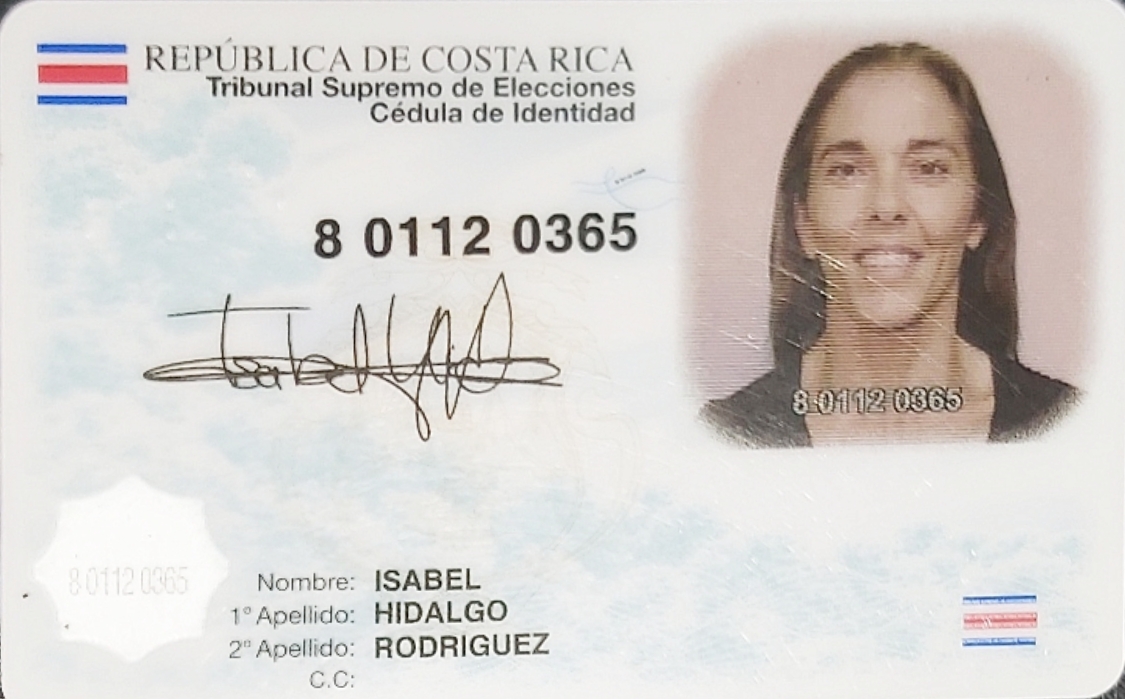 REPÚBLICA DE COSTA RICA
Tribunal Supremo de Elecciones
Cédula de Identidad
8 0112 0365
Isabel
8 0112 0365
8 0112 0365
Nombre: ISABEL
1° Apellido: HIDALGO
2° Apellido: RODRIGUEZ
C.C: